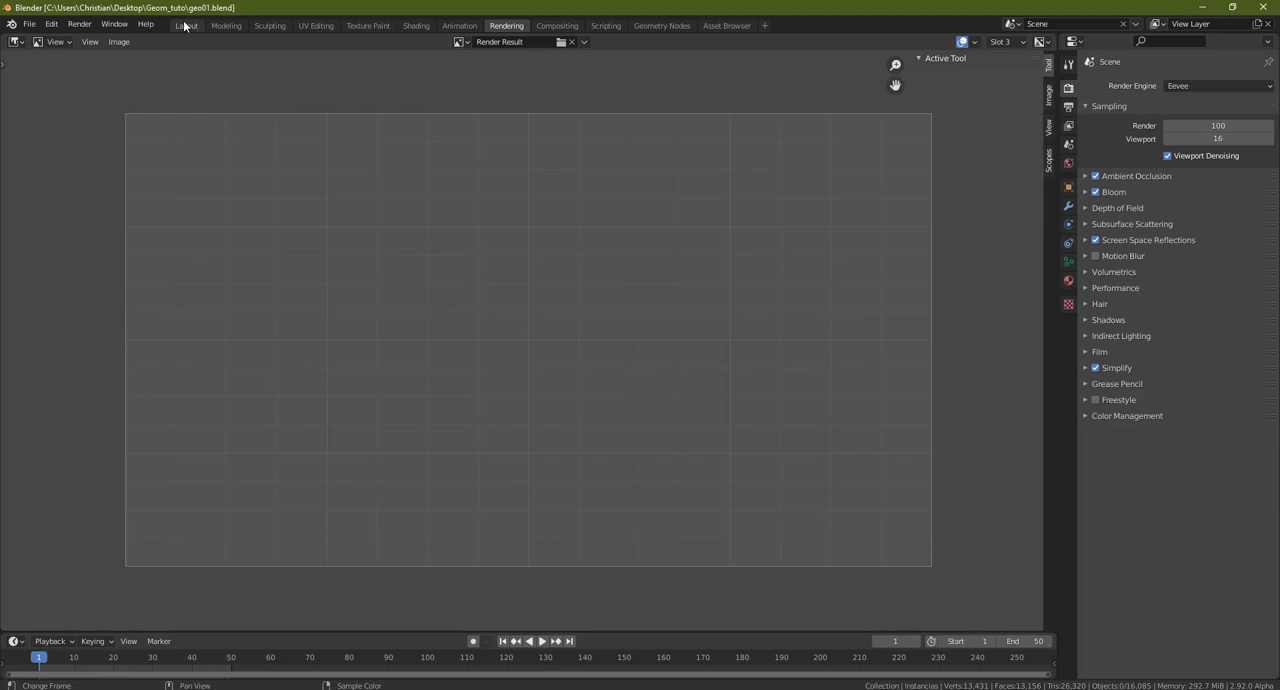 Blender [C:\Users\Christian\Desktop\Geom_tuto\geo01.blend]
File Edit Render Window Help Layout Modeling Sculpting UV Editing Texture Paint Shading Animation Rendering Compositing Scripting Geometry Nodes Asset Browser + Scene View Layer
View View Image Render Result Slot 3
Active Tool
Tool
Image
View
Scopes
Scene
Render Engine Eevee
Sampling
Render 100
Viewport 16
Viewport Denoising
Ambient Occlusion
Bloom
Depth of Field
Subsurface Scattering
Screen Space Reflections
Motion Blur
Volumetrics
Performance
Hair
Shadows
Indirect Lighting
Film
Simplify
Grease Pencil
Freestyle
Color Management
Playback Keying View Marker 1 Start 1 End 50
1 10 20 30 40 50 60 70 80 90 100 110 120 130 140 150 160 170 180 190 200 210 220 230 240 250
Change Frame Pan View Sample Color Collection | Instancias | Verts:13,431 | Faces:13,156 | Tris:26,320 | Objects:0/16,085 | Memory: 292.7 MiB | 2.92.0 Alpha